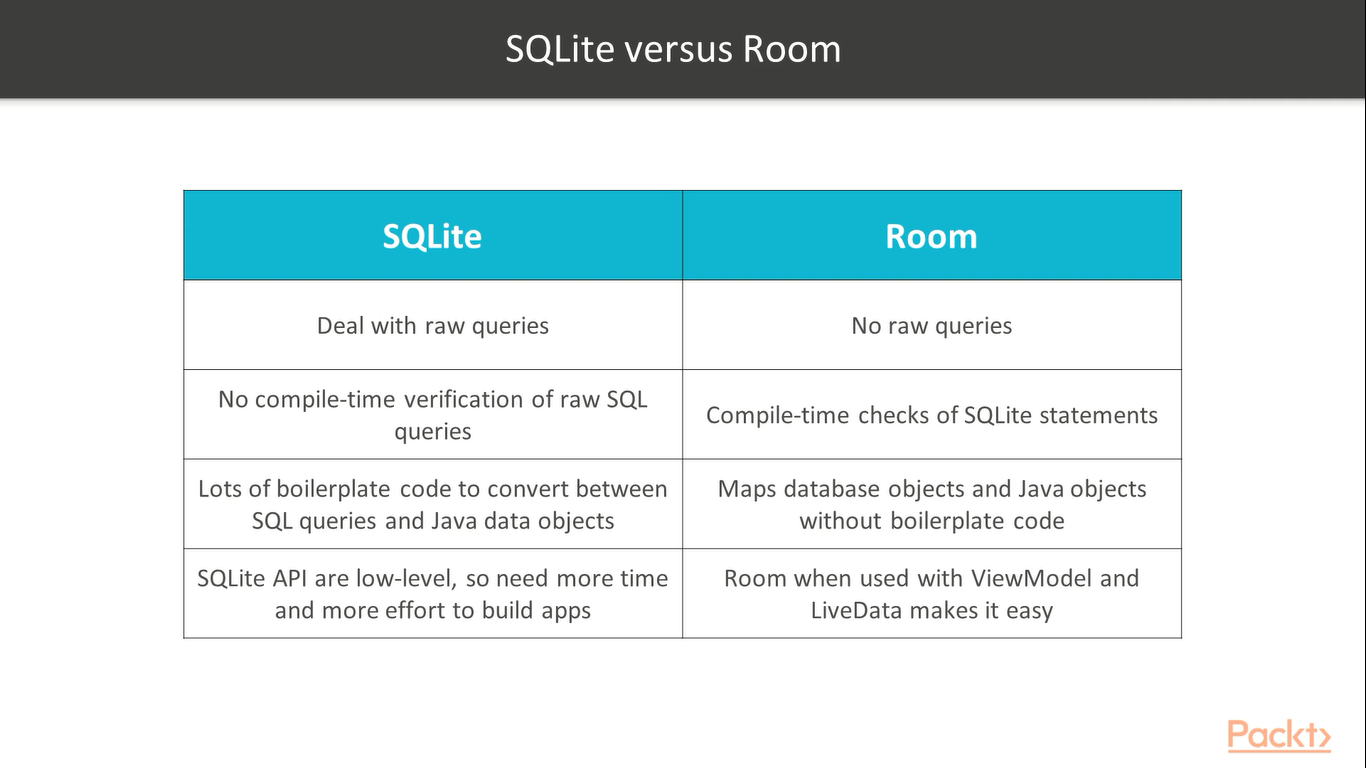 SQLite versus Room
SQLite
Room
Deal with raw queries
No raw queries
No compile-time verification of raw SQL
queries
Compile-time checks of SQLite statements
Lots of boilerplate code to convert between
SQL queries and Java data objects
Maps database objects and Java objects
without boilerplate code
SQLite API are low-level, so need more time
and more effort to build apps
Room when used with ViewModel and
LiveData makes it easy
Packt>